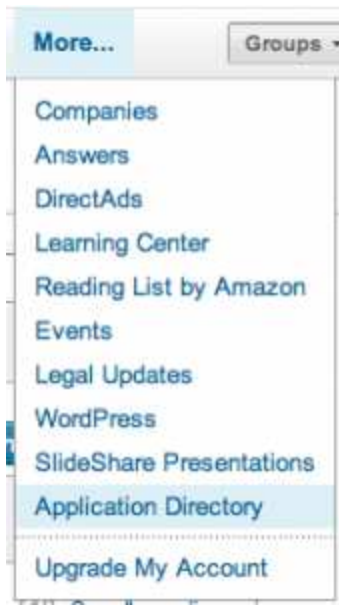 More...
Groups
Companies
Answers
DirectAds
Learning Center
Reading List by Amazon
Events
Legal Updates
WordPress
SlideShare Presentations
Application Directory
Upgrade My Account